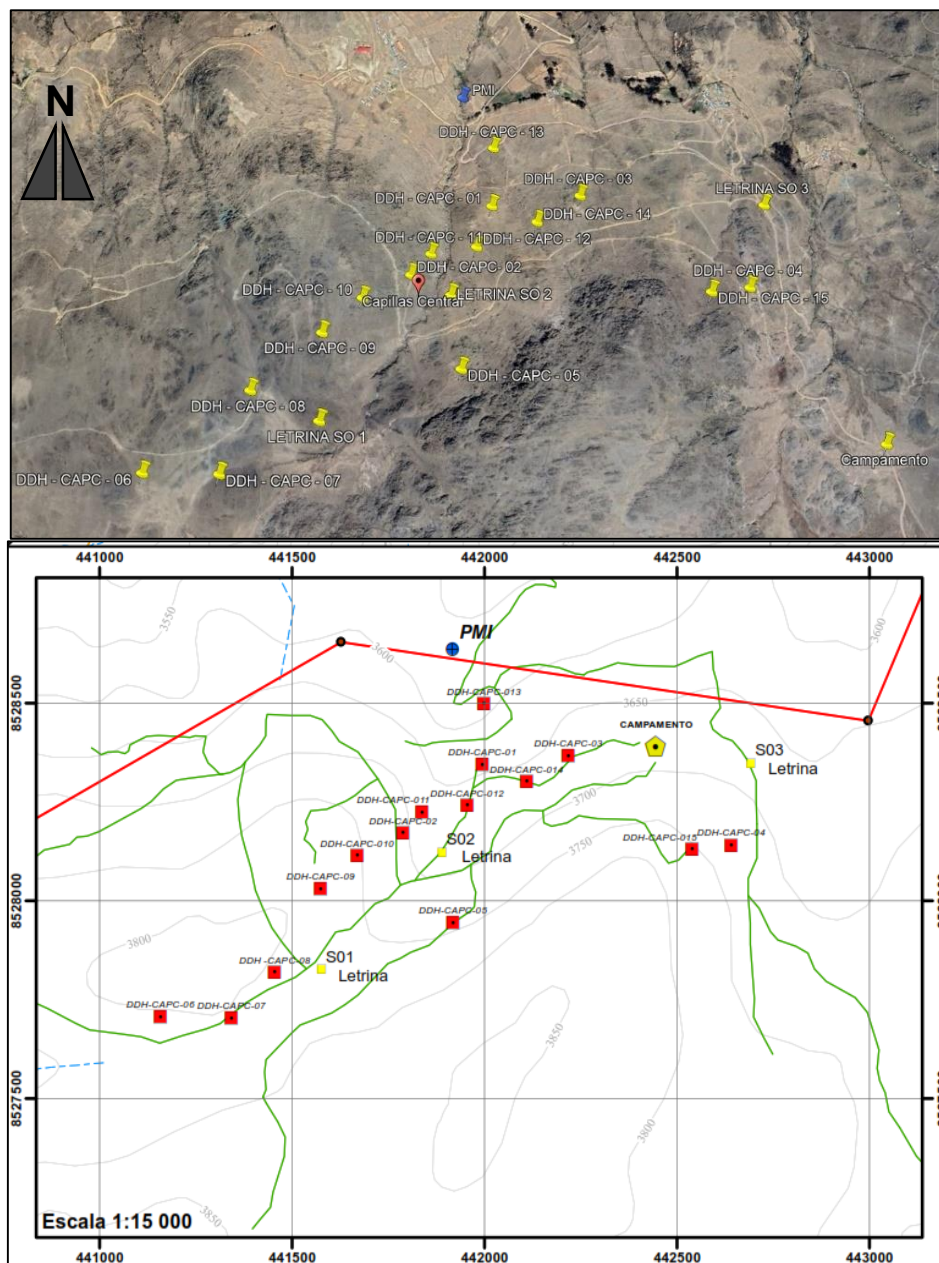 PMI
N
DDH - CAPC - 13
DDH - CAPC - 03
LETRINA SO 3
DDH - CAPC - 01
DDH - CAPC - 14
DDH - CAPC - 11
DDH - CAPC - 12
DDH - CAPC - 02
DDH - CAPC - 04
DDH - CAPC - 10
Capillas Central
LETRINA SO 2
DDH - CAPC - 15
DDH - CAPC - 09
DDH - CAPC - 05
DDH - CAPC - 08
LETRINA SO 1
Campamento
DDH - CAPC - 06
DDH - CAPC - 07
441000 441500 442000 442500 443000
3550
3600
PMI
3600
DDH-CAPC-013
3650
8528500
CAMPAMENTO
DDH-CAPC-01
DDH-CAPC-03
S03
Letrina
DDH-CAPC-014
DDH-CAPC-011
DDH-CAPC-012
3700
DDH-CAPC-02
S02
Letrina
3750
DDH-CAPC-015
DDH-CAPC-04
DDH-CAPC-010
DDH-CAPC-09
8528000
DDH-CAPC-05
3800
DDH -CAPC-08
S01
Letrina
DDH-CAPC-06
DDH-CAPC-07
3850
8527500
3800
3850
Escala 1:15 000
441000 441500 442000 442500 443000